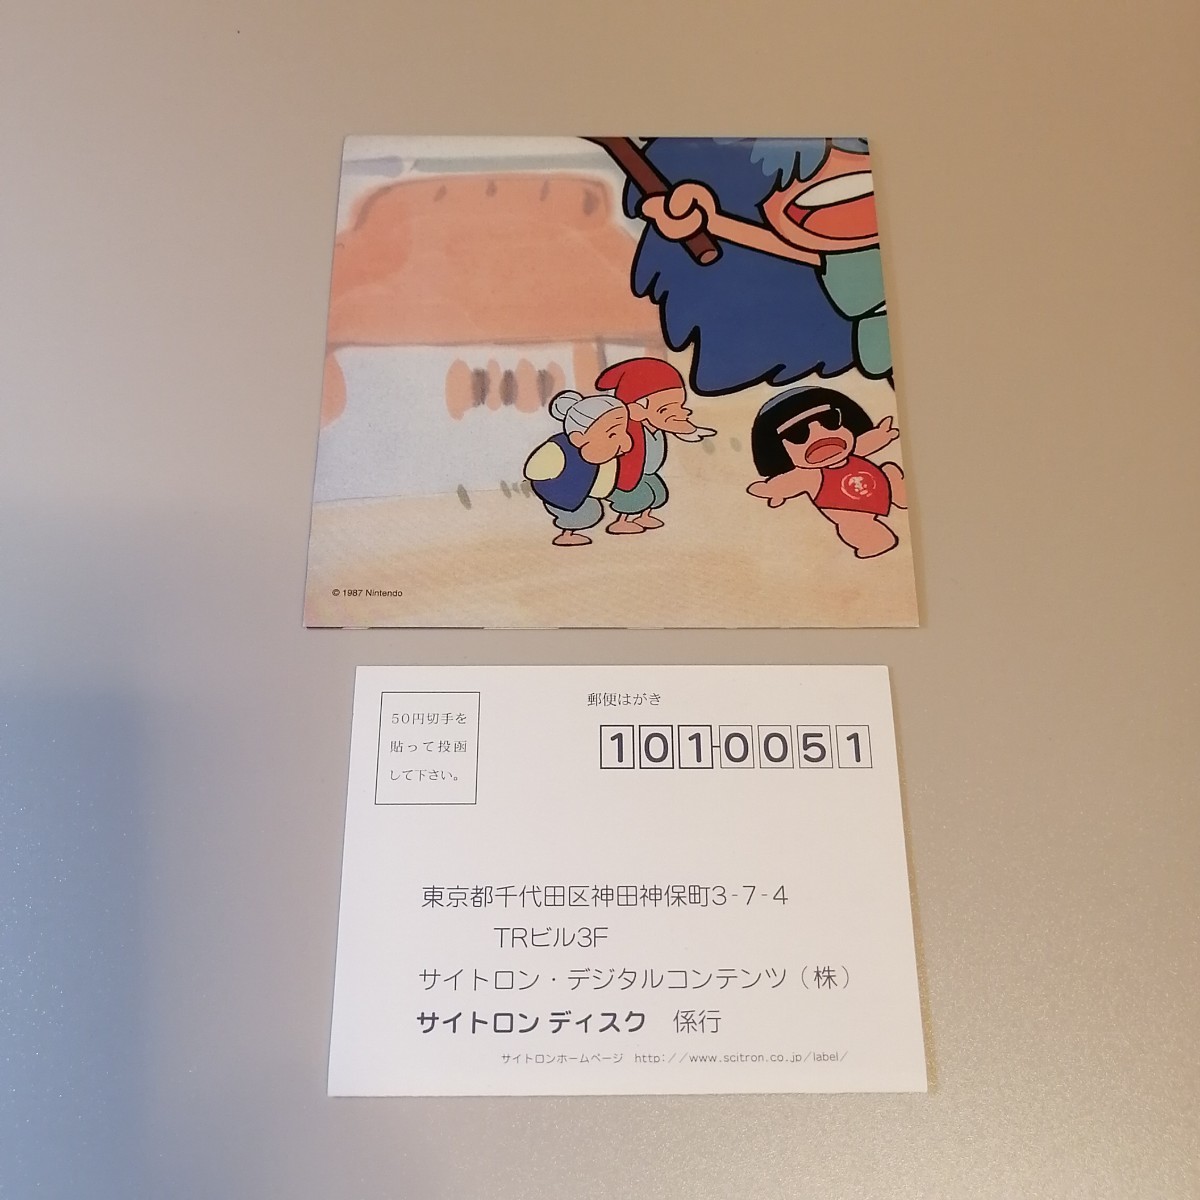 © 1987 Nintendo
郵便はがき
50円切手を
貼って投函
して下さい。
101-0051
東京都千代田区神田神保町3-7-4
TRビル3F
サイトロン・デジタルコンテンツ（株）
サイトロン ディスク　係行
サイトロンホームページ　http://www.scitron.co.jp/label/